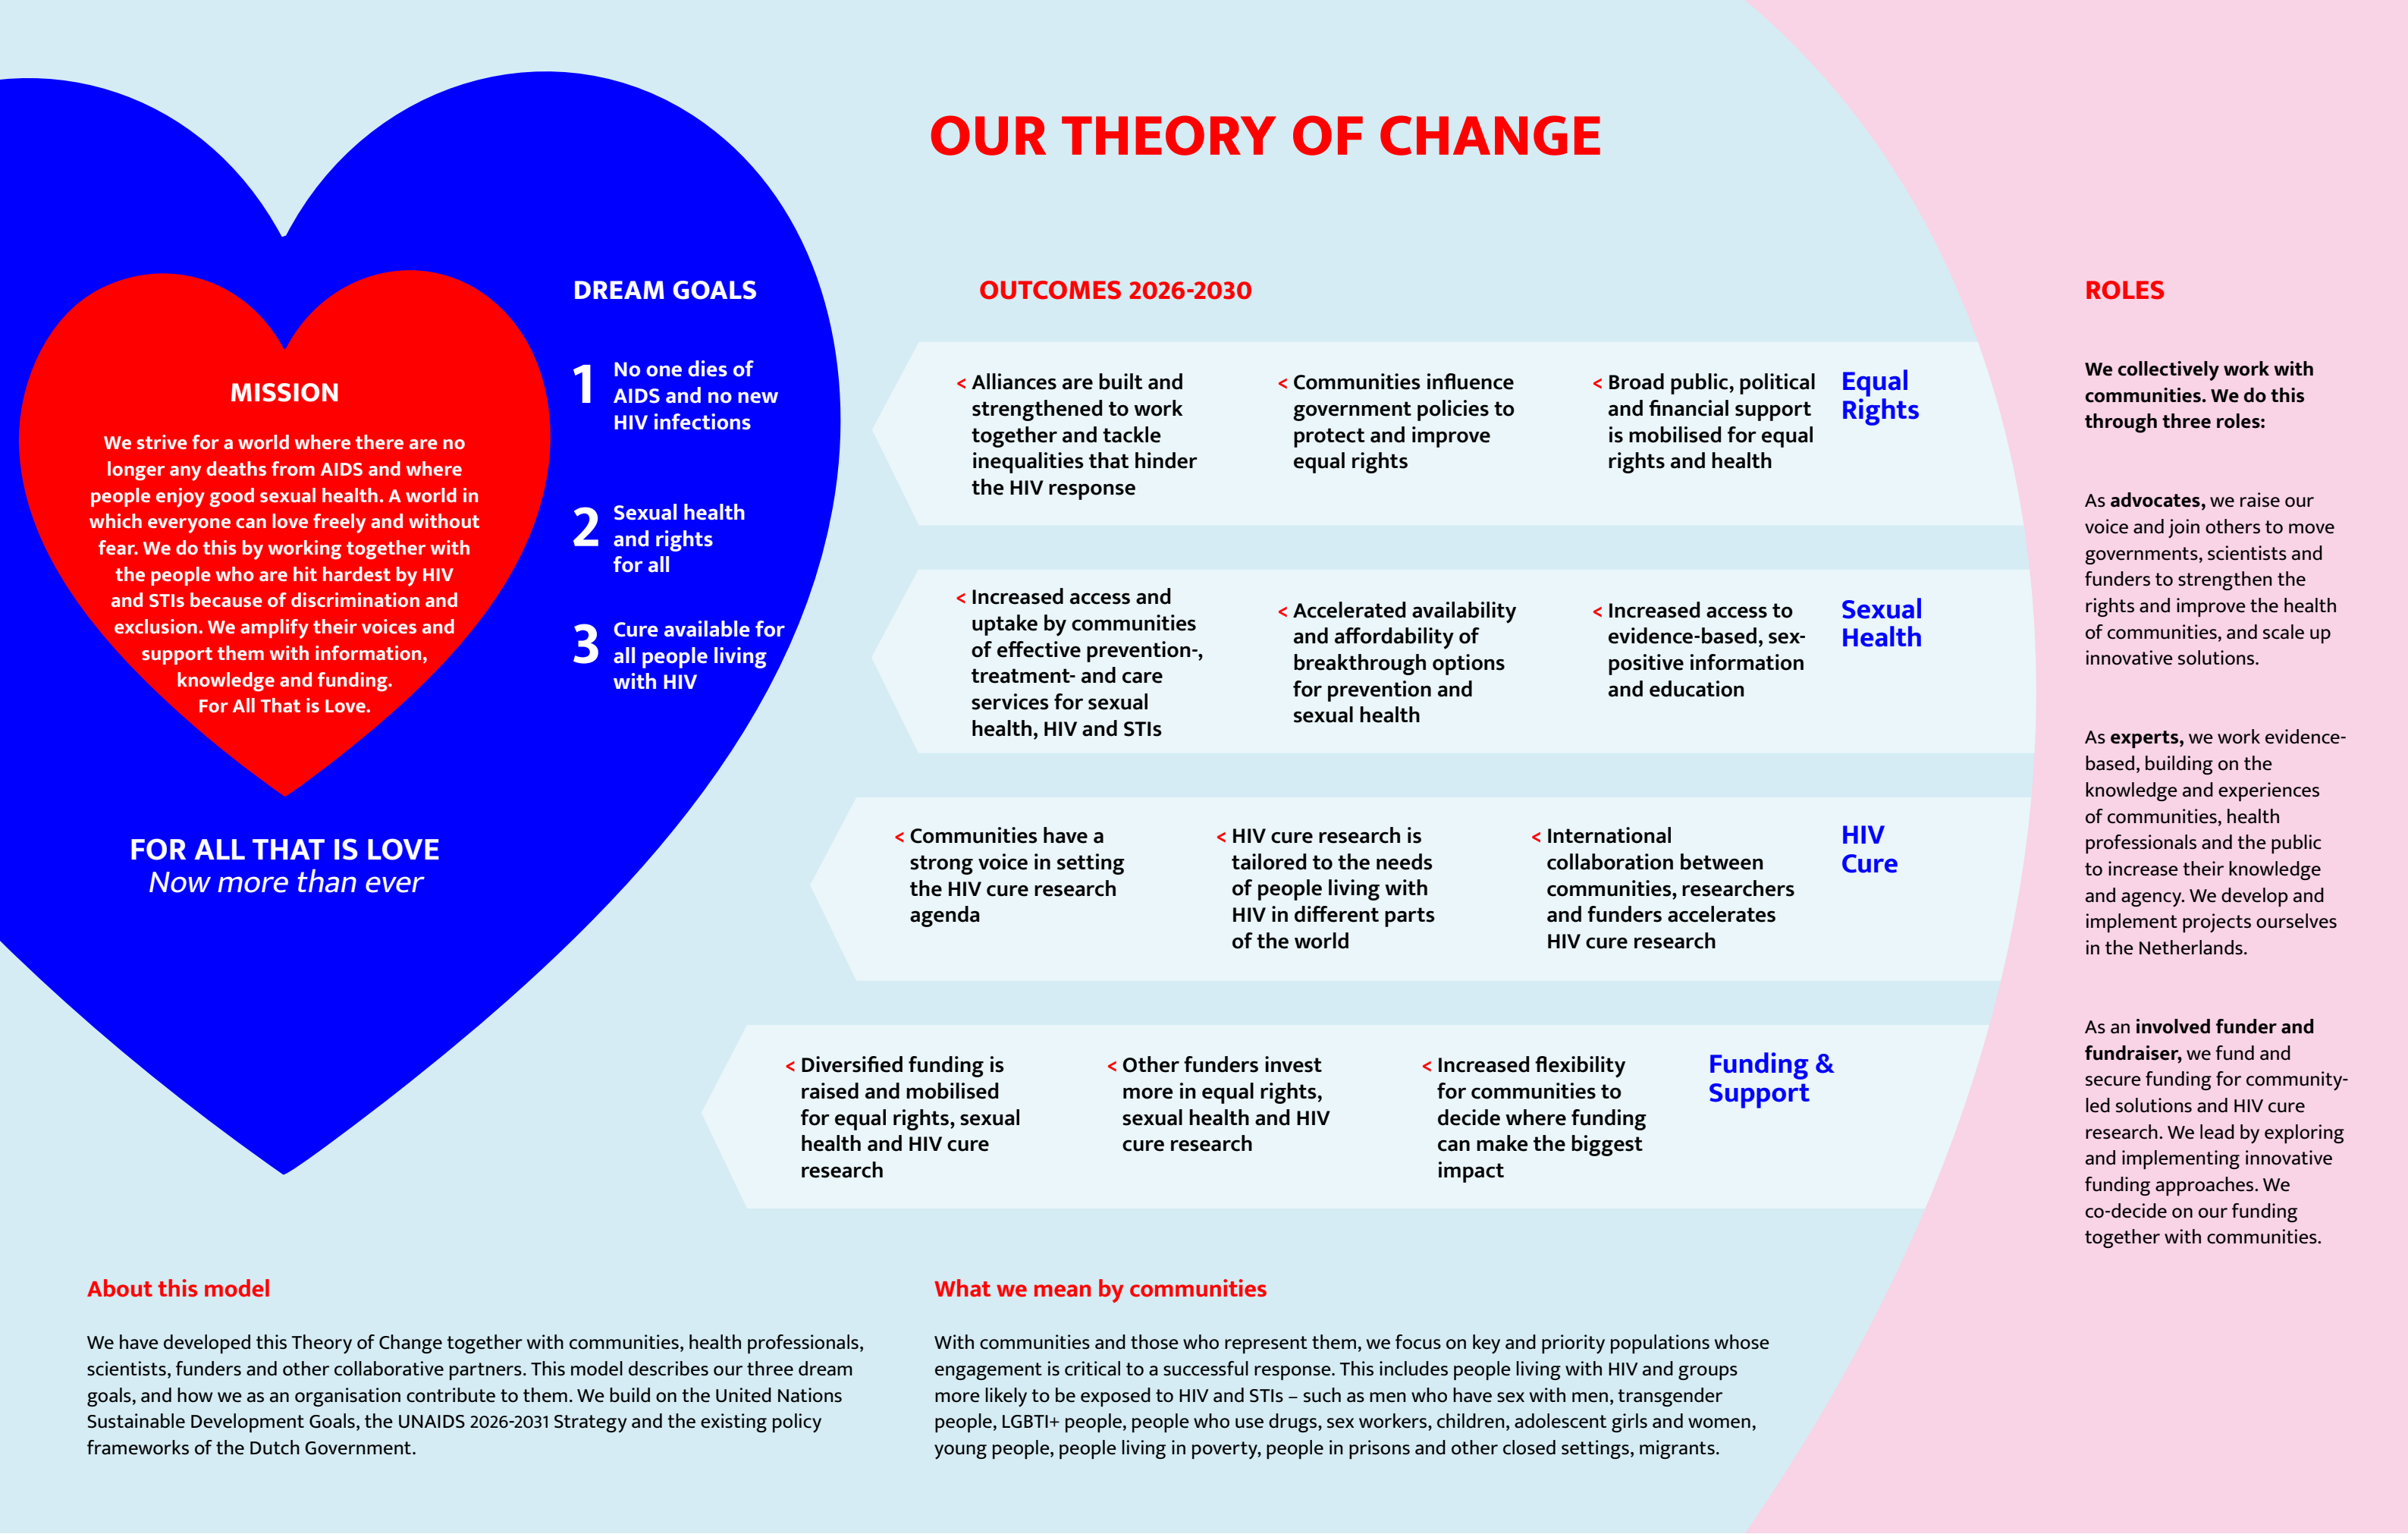 OUR THEORY OF CHANGE
MISSION
We strive for a world where there are no
longer any deaths from AIDS and where
people enjoy good sexual health. A world in
which everyone can love freely and without
fear. We do this by working together with
the people who are hit hardest by HIV
and STIs because of discrimination and
exclusion. We amplify their voices and
support them with information,
knowledge and funding.
For All That is Love.
FOR ALL THAT IS LOVE
Now more than ever
DREAM GOALS
1 No one dies of
AIDS and no new
HIV infections
2 Sexual health
and rights
for all
3 Cure available for
all people living
with HIV
OUTCOMES 2026-2030
< Alliances are built and
strengthened to work
together and tackle
inequalities that hinder
the HIV response
< Communities influence
government policies to
protect and improve
equal rights
< Broad public, political
and financial support
is mobilised for equal
rights and health
Equal
Rights
< Increased access and
uptake by communities
of effective prevention-,
treatment- and care
services for sexual
health, HIV and STIs
< Accelerated availability
and affordability of
breakthrough options
for prevention and
sexual health
< Increased access to
evidence-based, sex-
positive information
and education
Sexual
Health
< Communities have a
strong voice in setting
the HIV cure research
agenda
< HIV cure research is
tailored to the needs
of people living with
HIV in different parts
of the world
< International
collaboration between
communities, researchers
and funders accelerates
HIV cure research
HIV
Cure
< Diversified funding is
raised and mobilised
for equal rights, sexual
health and HIV cure
research
< Other funders invest
more in equal rights,
sexual health and HIV
cure research
< Increased flexibility
for communities to
decide where funding
can make the biggest
impact
Funding &
Support
ROLES
We collectively work with
communities. We do this
through three roles:
As advocates, we raise our
voice and join others to move
governments, scientists and
funders to strengthen the
rights and improve the health
of communities, and scale up
innovative solutions.
As experts, we work evidence-
based, building on the
knowledge and experiences
of communities, health
professionals and the public
to increase their knowledge
and agency. We develop and
implement projects ourselves
in the Netherlands.
As an involved funder and
fundraiser, we fund and
secure funding for community-
led solutions and HIV cure
research. We lead by exploring
and implementing innovative
funding approaches. We
co-decide on our funding
together with communities.
About this model
We have developed this Theory of Change together with communities, health professionals,
scientists, funders and other collaborative partners. This model describes our three dream
goals, and how we as an organisation contribute to them. We build on the United Nations
Sustainable Development Goals, the UNAIDS 2026-2031 Strategy and the existing policy
frameworks of the Dutch Government.
What we mean by communities
With communities and those who represent them, we focus on key and priority populations whose
engagement is critical to a successful response. This includes people living with HIV and groups
more likely to be exposed to HIV and STIs – such as men who have sex with men, transgender
people, LGBTI+ people, people who use drugs, sex workers, children, adolescent girls and women,
young people, people living in poverty, people in prisons and other closed settings, migrants.